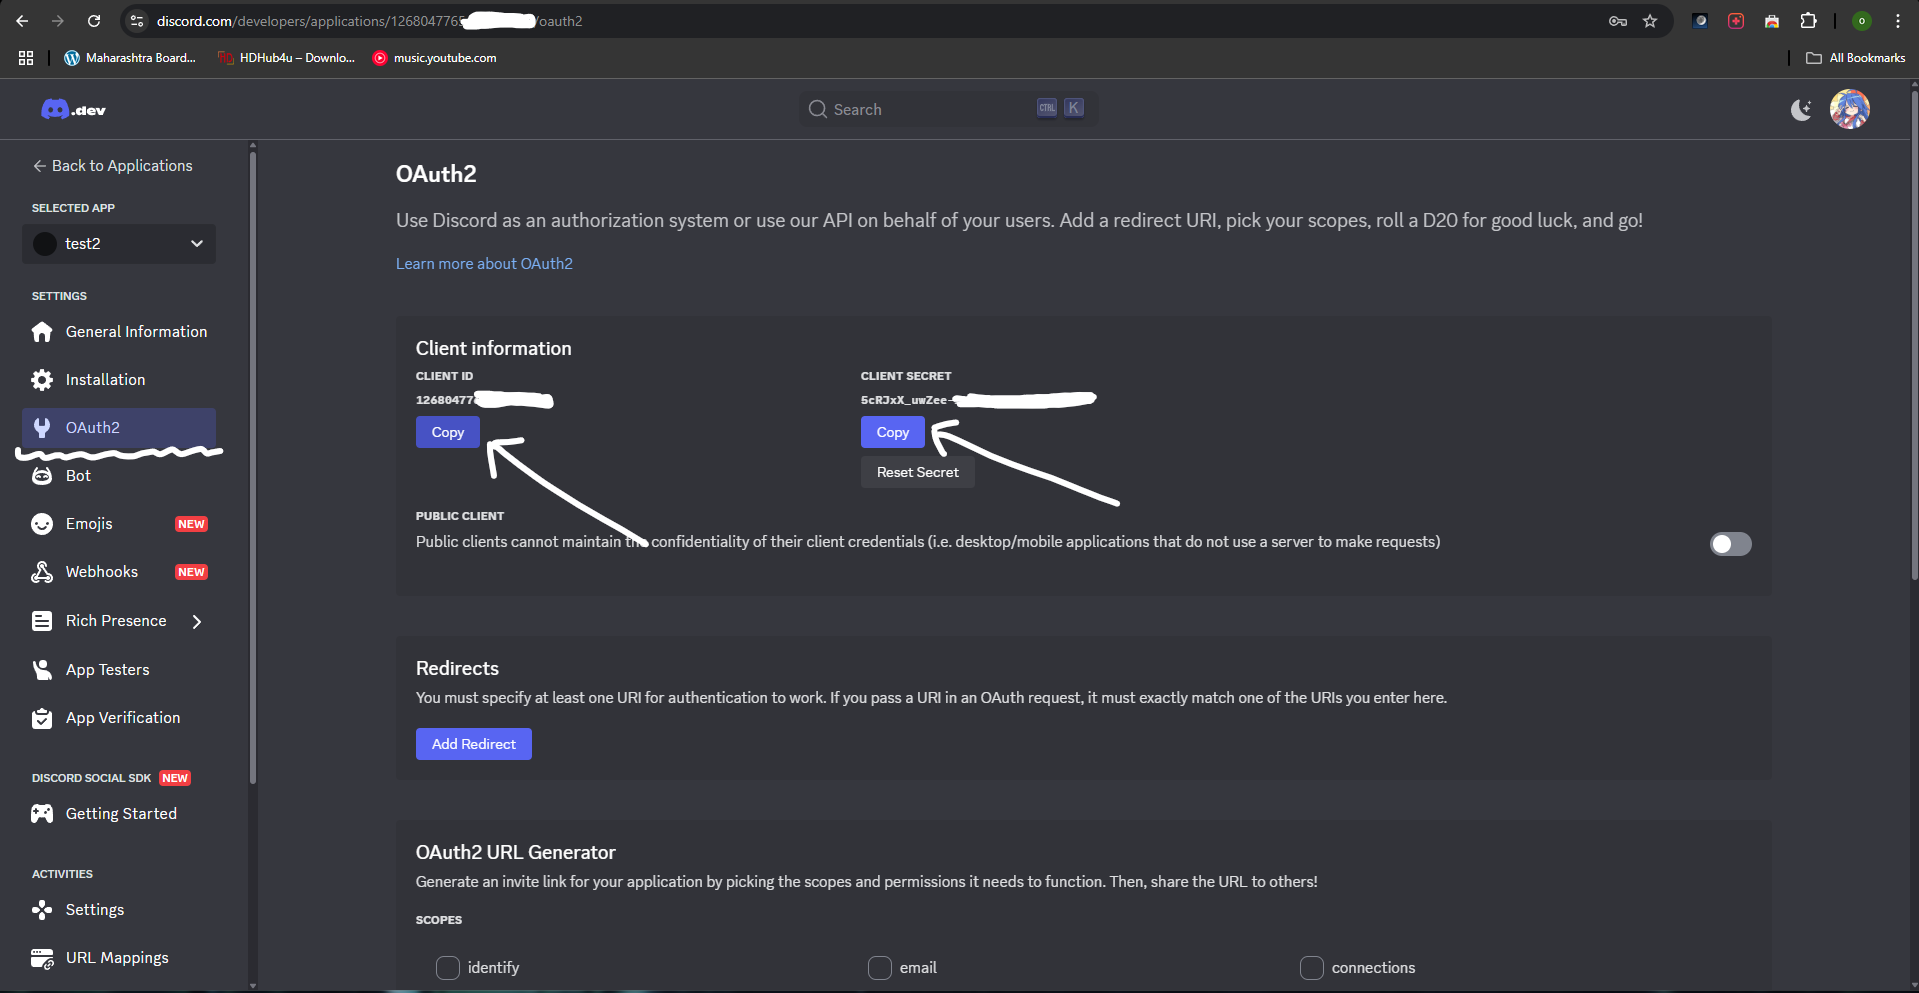 discord.com/developers/applications/1268047765 /oauth2
Maharashtra Board...
HDHub4u – Downlo...
music.youtube.com
All Bookmarks
.dev
Search
CTRL K
Back to Applications
SELECTED APP
test2
SETTINGS
General Information
Installation
OAuth2
Bot
Emojis NEW
Webhooks NEW
Rich Presence
App Testers
App Verification
DISCORD SOCIAL SDK NEW
Getting Started
ACTIVITIES
Settings
URL Mappings
OAuth2
Use Discord as an authorization system or use our API on behalf of your users. Add a redirect URI, pick your scopes, roll a D20 for good luck, and go!
Learn more about OAuth2
Client information
CLIENT ID
12680477
Copy
CLIENT SECRET
5cRJxX_uwZee-
Copy
Reset Secret
PUBLIC CLIENT
Public clients cannot maintain the confidentiality of their client credentials (i.e. desktop/mobile applications that do not use a server to make requests)
Redirects
You must specify at least one URI for authentication to work. If you pass a URI in an OAuth request, it must exactly match one of the URIs you enter here.
Add Redirect
OAuth2 URL Generator
Generate an invite link for your application by picking the scopes and permissions it needs to function. Then, share the URL to others!
SCOPES
identify
email
connections